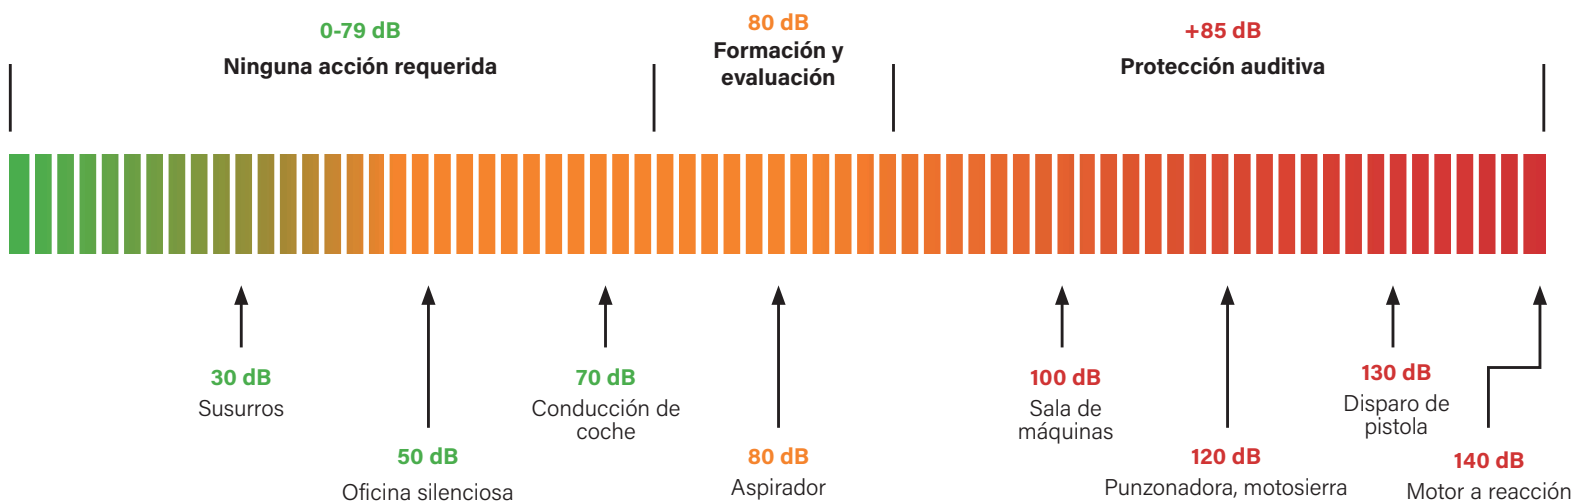 0-79 dB
Ninguna acción requerida
80 dB
Formación y
evaluación
+85 dB
Protección auditiva
30 dB
Susurros
50 dB
Oficina silenciosa
70 dB
Conducción de
coche
80 dB
Aspirador
100 dB
Sala de
máquinas
120 dB
Punzonadora, motosierra
130 dB
Disparo de
pistola
140 dB
Motor a reacción